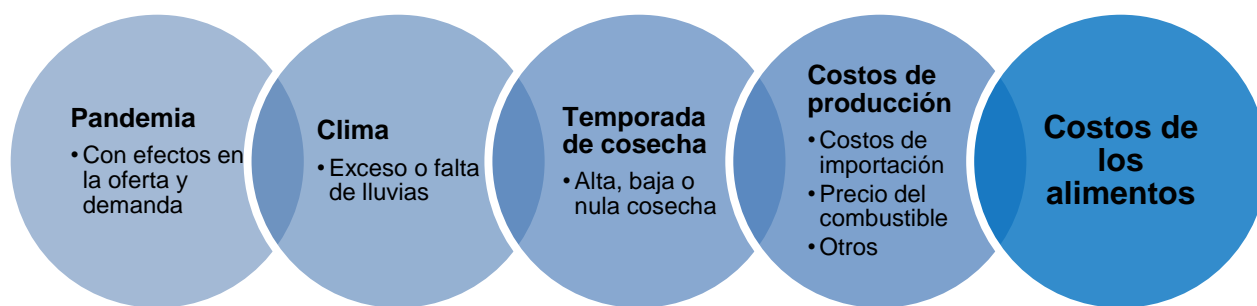 Pandemia
• Con efectos en
la oferta y
demanda
Clima
• Exceso o falta
de lluvias
Temporada
de cosecha
• Alta, baja o
nula cosecha
Costos de
producción
• Costos de
importación
• Precio del
combustible
• Otros
Costos de
los
alimentos